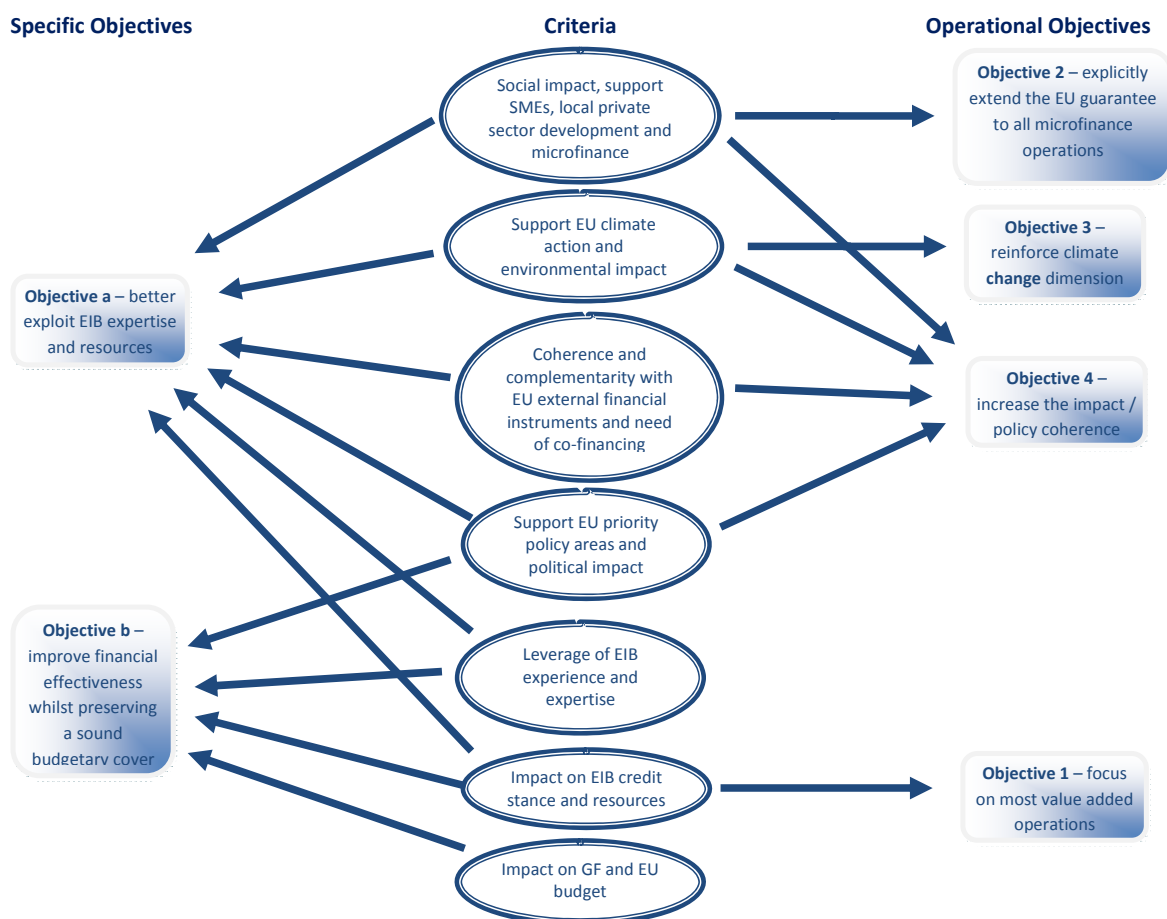 Specific Objectives
Criteria
Operational Objectives
Social impact, support
SMEs, local private
sector development and
microfinance
Objective 2 – explicitly
extend the EU guarantee
to all microfinance
operations
Support EU climate
action and
environmental impact
Objective 3 –
reinforce climate
change dimension
Objective a – better
exploit EIB expertise
and resources
Coherence and
complementarity with
EU external financial
instruments and need
of co-financing
Objective 4 –
increase the impact /
policy coherence
Support EU priority
policy areas and
political impact
Objective b –
improve financial
effectiveness
whilst preserving
a sound
budgetary cover
Leverage of EIB
experience and
expertise
Impact on EIB credit
stance and resources
Objective 1 – focus
on most value added
operations
Impact on GF and EU
budget